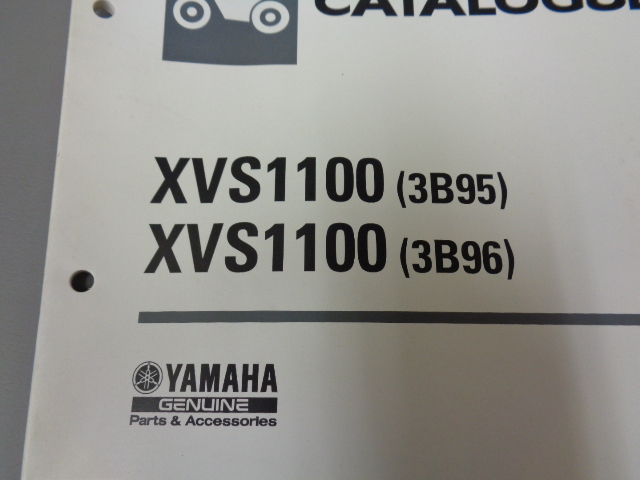 CATALOGUE
XVS1100 (3B95)
XVS1100 (3B96)
YAMAHA
GENUINE
Parts & Accessories